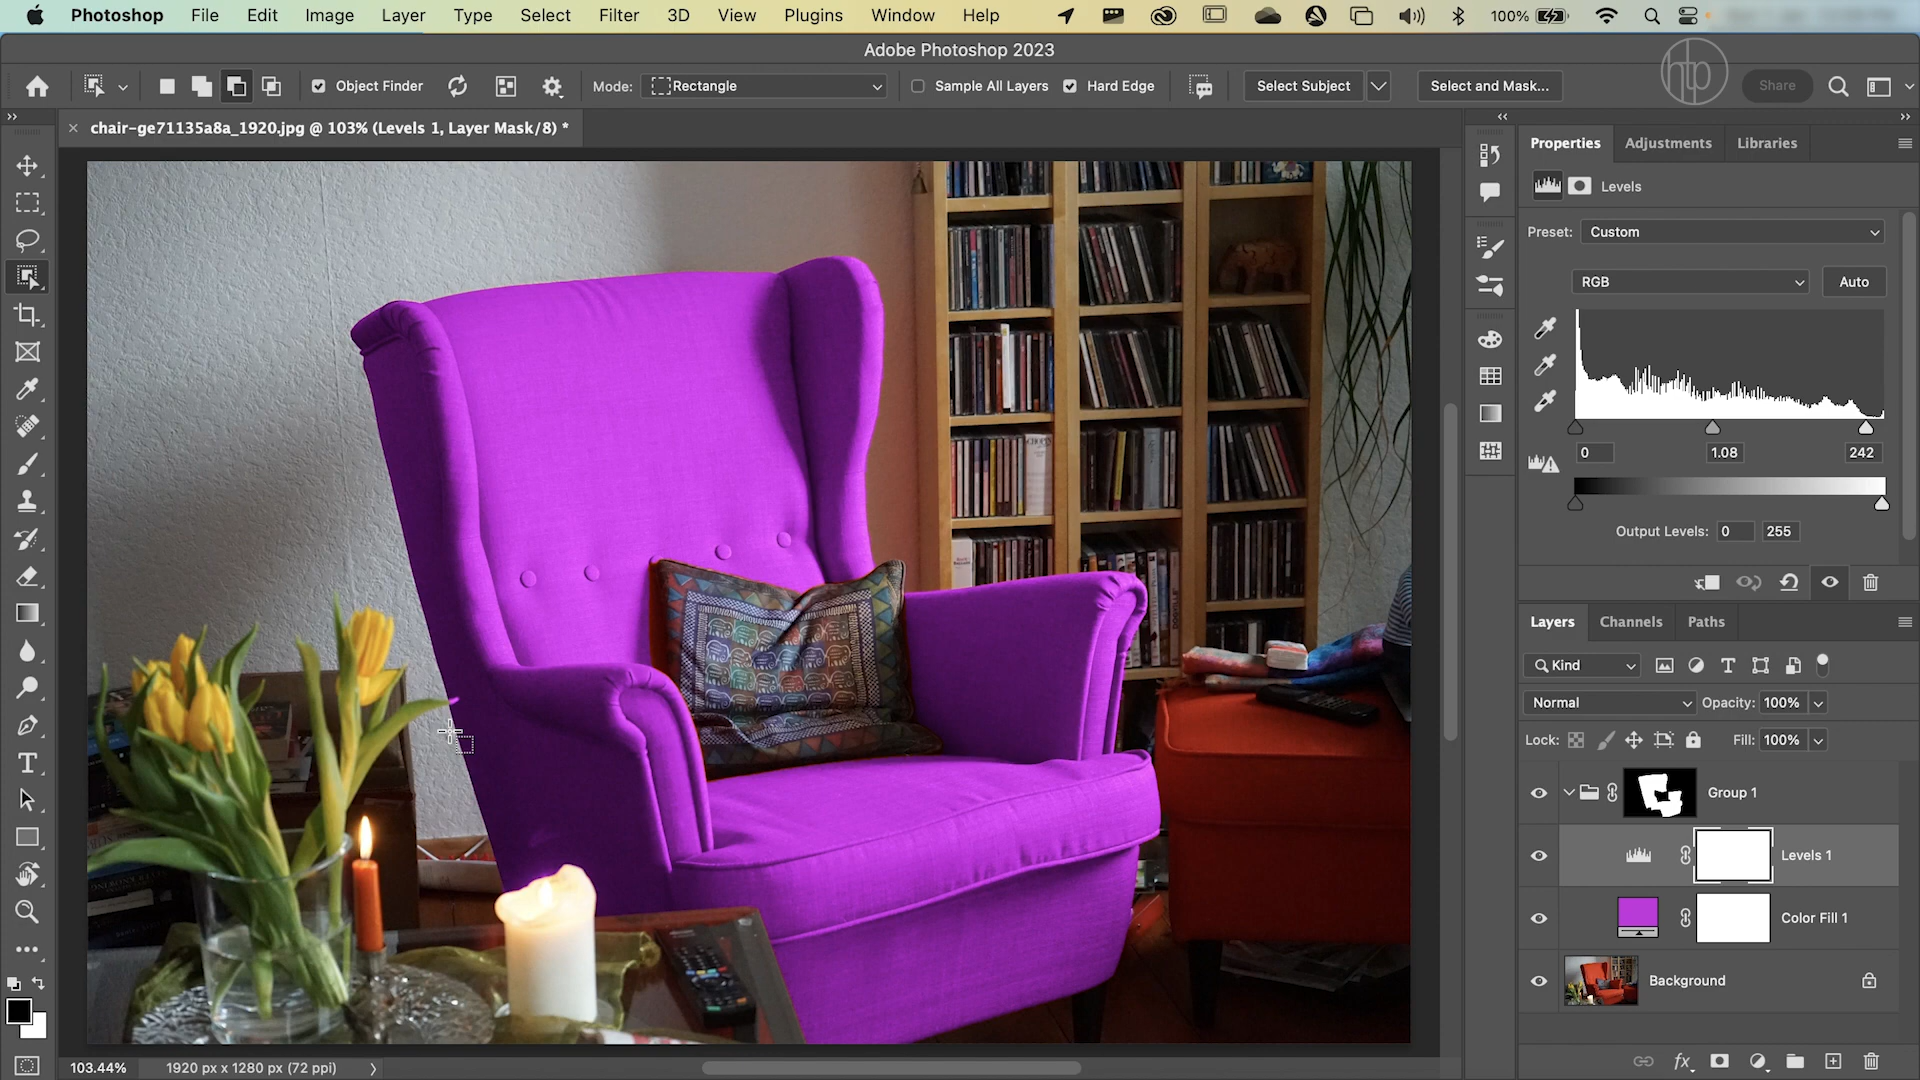 Photoshop File Edit Image Layer Type Select Filter 3D View Plugins Window Help 100%
Adobe Photoshop 2023
htp
Object Finder Mode: Rectangle Sample All Layers Hard Edge Select Subject Select and Mask... Share
chair-ge71135a8a_1920.jpg @ 103% (Levels 1, Layer Mask/8) *
Properties Adjustments Libraries
Levels
Preset: Custom
RGB Auto
0 1.08 242
Output Levels: 0 255
Layers Channels Paths
Kind
Normal Opacity: 100%
Lock: Fill: 100%
Group 1
Levels 1
Color Fill 1
Background
fx
103.44% 1920 px x 1280 px (72 ppi)